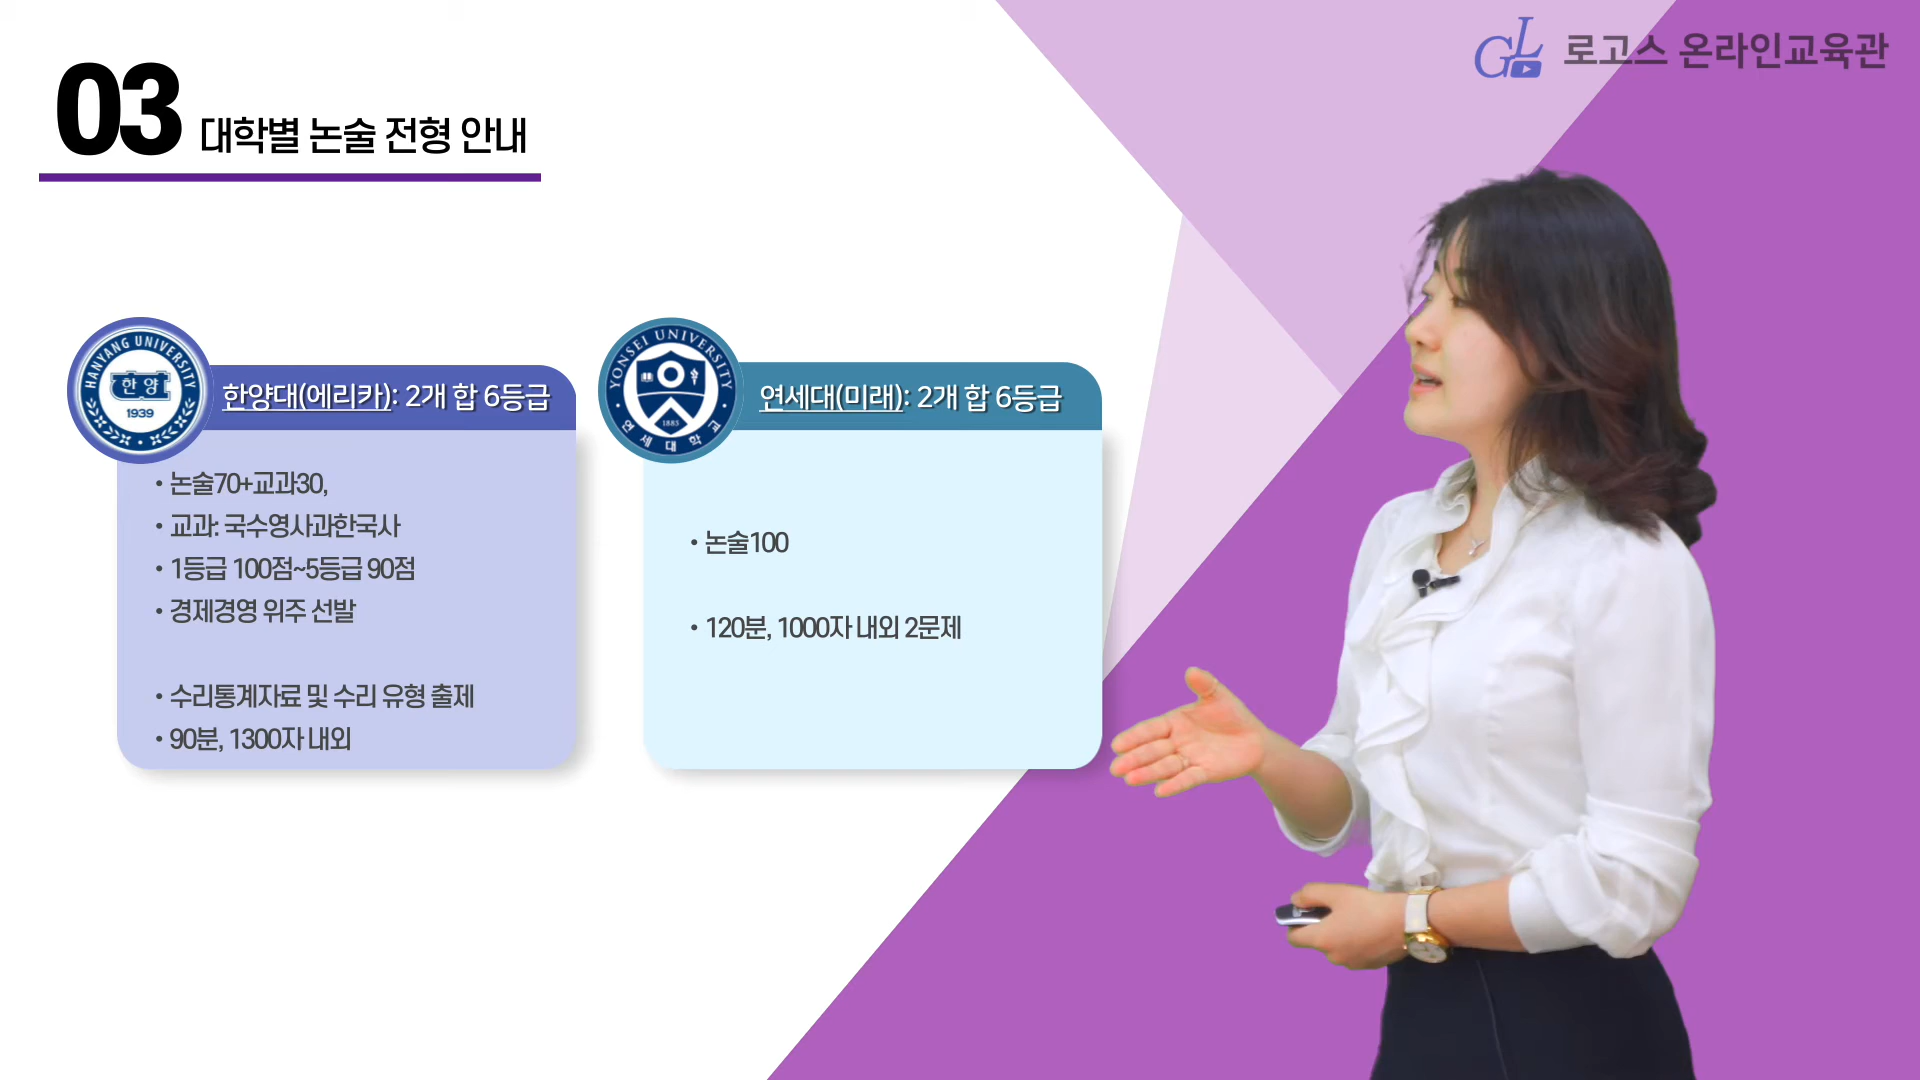 GL 로고스 온라인교육관
03 대학별 논술 전형 안내
HANYANG UNIVERSITY
한양
1939
한양대(에리카): 2개 합 6등급
• 논술70+교과30,
• 교과: 국수영사과한국사
• 1등급 100점~5등급 90점
• 경제경영 위주 선발
• 수리통계자료 및 수리 유형 출제
• 90분, 1300자 내외
YONSEI UNIVERSITY
1885
연세대학교
연세대(미래): 2개 합 6등급
• 논술100
• 120분, 1000자 내외 2문제